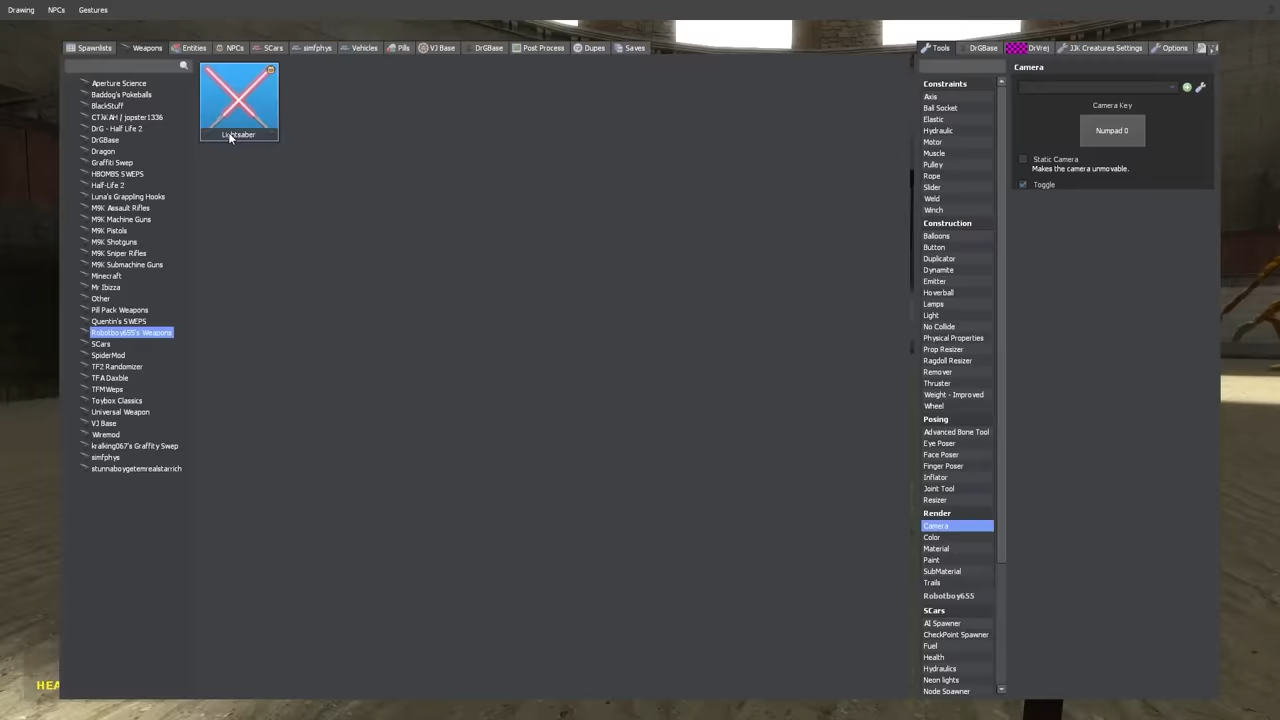 Drawing NPCs Gestures
Spawnlists Weapons Entities NPCs SCars simfphys Vehicles Pills VJ Base DrGBase Post Process Dupes Saves
Aperture Science
Baddog's Pokeballs
BlackStuff
DrG - Half Life 2
DrGBase
Dragon
Graffiti Swep
HBOMBS SWEPS
Half-Life 2
Luna's Grappling Hooks
M9K Assault Rifles
M9K Machine Guns
M9K Pistols
M9K Shotguns
M9K Sniper Rifles
M9K Submachine Guns
Minecraft
Mr Ibizza
Other
Pill Pack Weapons
Quentin's SWEPS
Robotboy655's Weapons
SCars
SpiderMod
TF2 Randomizer
TFA Daxble
TFMWeps
Toybox Classics
Universal Weapon
VJ Base
Wiremod
kralking067's Graffity Swep
simfphys
stunnaboygetemrealstarrich
Lightsaber
HEA
Tools DrGBase DrVrej JJK Creatures Settings Options
Constraints
Axis
Ball Socket
Elastic
Hydraulic
Motor
Muscle
Pulley
Rope
Slider
Weld
Winch
Construction
Balloons
Button
Duplicator
Dynamite
Emitter
Hoverball
Lamps
Light
No Collide
Physical Properties
Prop Resizer
Ragdoll Resizer
Remover
Thruster
Weight - Improved
Wheel
Posing
Advanced Bone Tool
Eye Poser
Face Poser
Finger Poser
Inflator
Joint Tool
Resizer
Render
Camera
Color
Material
Paint
SubMaterial
Trails
Robotboy655
SCars
AI Spawner
CheckPoint Spawner
Fuel
Health
Hydraulics
Neon lights
Node Spawner
Camera
Camera Key
Numpad 0
Static Camera
Makes the camera unmovable.
Toggle